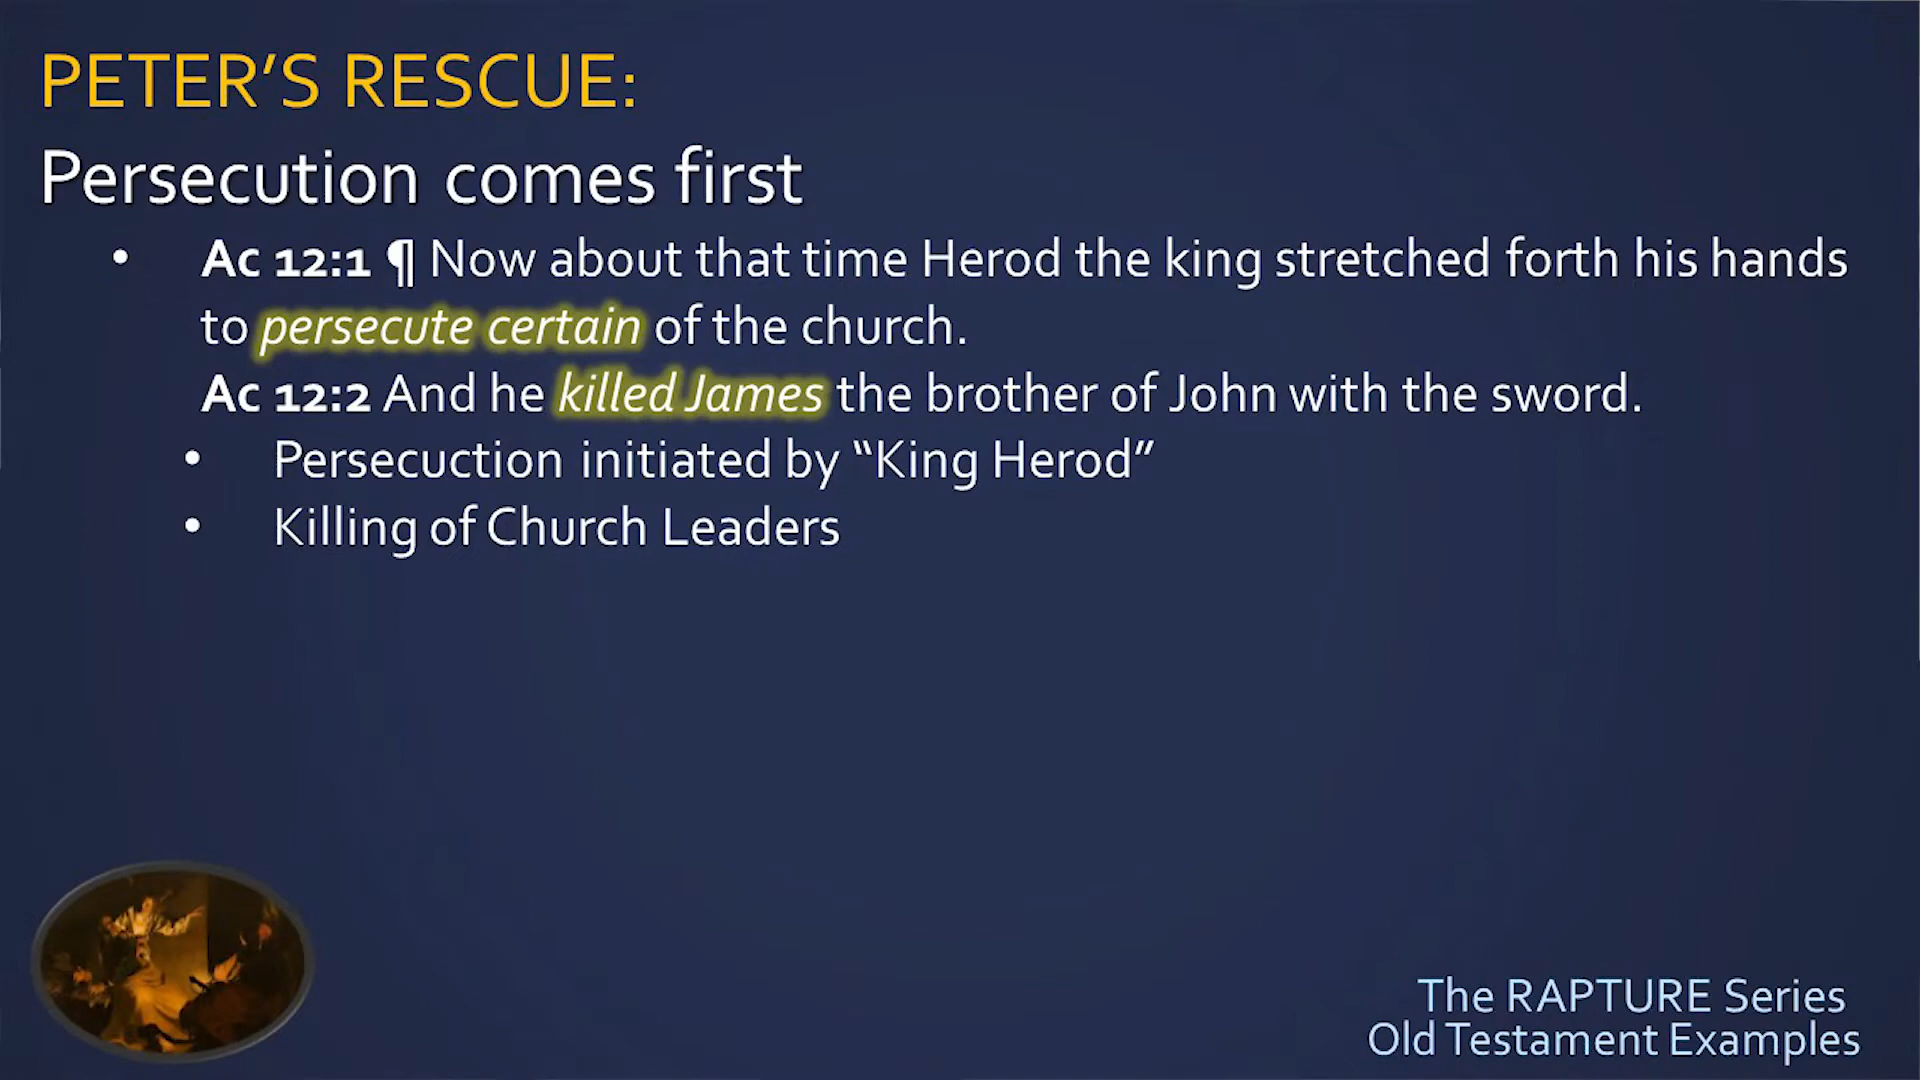 PETER’S RESCUE:
Persecution comes first
• Ac 12:1 ¶ Now about that time Herod the king stretched forth his hands
to persecute certain of the church.
Ac 12:2 And he killed James the brother of John with the sword.
• Persecuction initiated by “King Herod”
• Killing of Church Leaders
The RAPTURE Series
Old Testament Examples